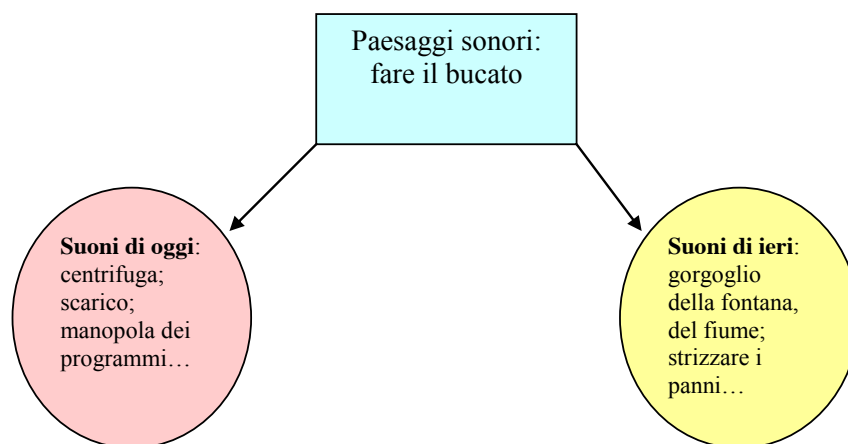 Paesaggi sonori:
fare il bucato
Suoni di oggi:
centrifuga;
scarico;
manopola dei
programmi…
Suoni di ieri:
gorgoglio
della fontana,
del fiume;
strizzare i
panni…